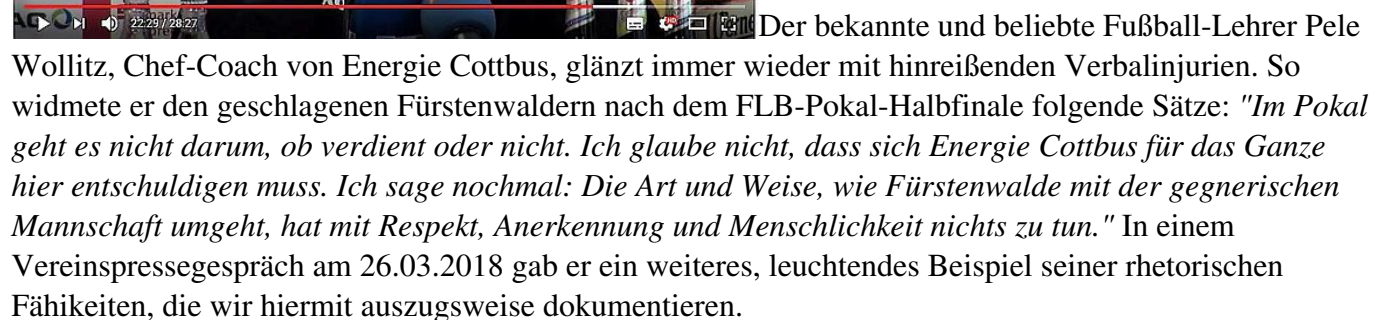 22:29 / 28:27
Der bekannte und beliebte Fußball-Lehrer Pele
Wollitz, Chef-Coach von Energie Cottbus, glänzt immer wieder mit hinreißenden Verbalinjurien. So
widmete er den geschlagenen Fürstenwaldern nach dem FLB-Pokal-Halbfinale folgende Sätze: "Im Pokal
geht es nicht darum, ob verdient oder nicht. Ich glaube nicht, dass sich Energie Cottbus für das Ganze
hier entschuldigen muss. Ich sage nochmal: Die Art und Weise, wie Fürstenwalde mit der gegnerischen
Mannschaft umgeht, hat mit Respekt, Anerkennung und Menschlichkeit nichts zu tun." In einem
Vereinspressegespräch am 26.03.2018 gab er ein weiteres, leuchtendes Beispiel seiner rhetorischen
Fähikeiten, die wir hiermit auszugsweise dokumentieren.